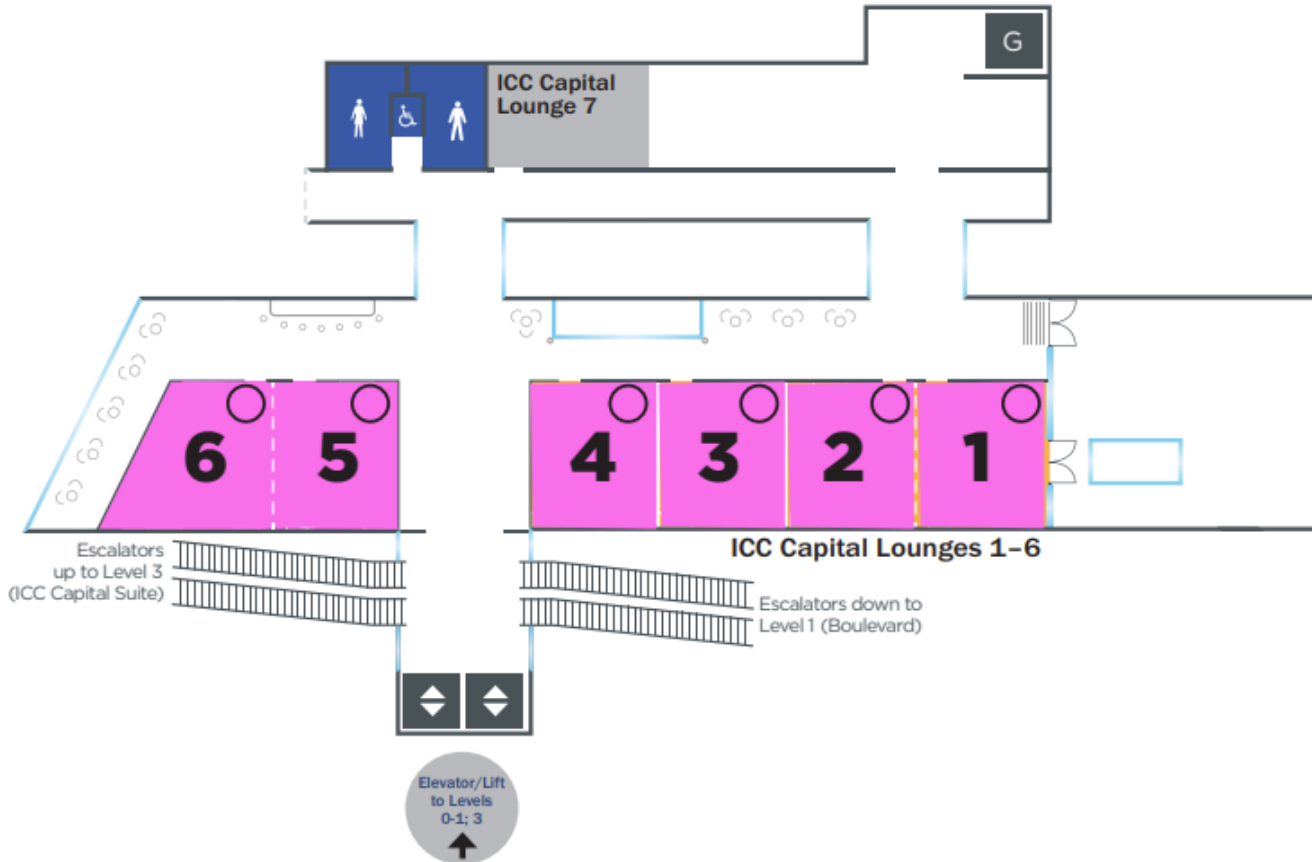 G
ICC Capital
Lounge 7
6
5
4
3
2
1
ICC Capital Lounges 1–6
Escalators
up to Level 3
(ICC Capital Suite)
Escalators down to
Level 1 (Boulevard)
Elevator/Lift
to Levels
0-1; 3